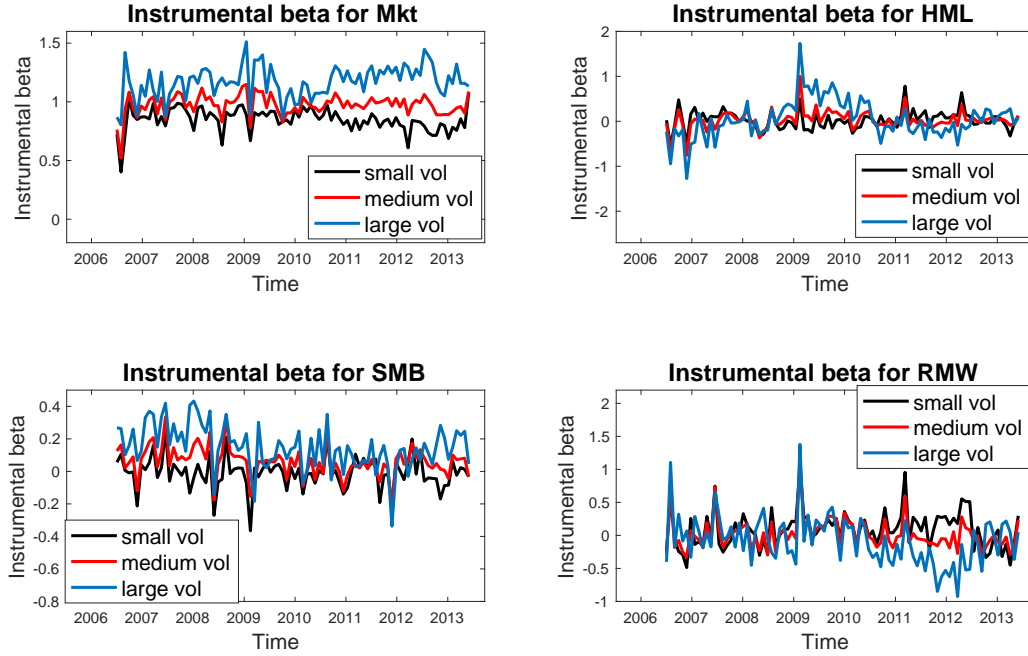 Instrumental beta for Mkt
Instrumental beta
1.5
1
0.5
0
small vol
medium vol
large vol
2006 2007 2008 2009 2010 2011 2012 2013
Time
Instrumental beta for HML
Instrumental beta
2
1
0
-1
-2
small vol
medium vol
large vol
2006 2007 2008 2009 2010 2011 2012 2013
Time
Instrumental beta for SMB
Instrumental beta
0.4
0.2
0
-0.2
-0.4
-0.6
-0.8
small vol
medium vol
large vol
2006 2007 2008 2009 2010 2011 2012 2013
Time
Instrumental beta for RMW
Instrumental beta
2
1.5
1
0.5
0
-0.5
-1
small vol
medium vol
large vol
2006 2007 2008 2009 2010 2011 2012 2013
Time